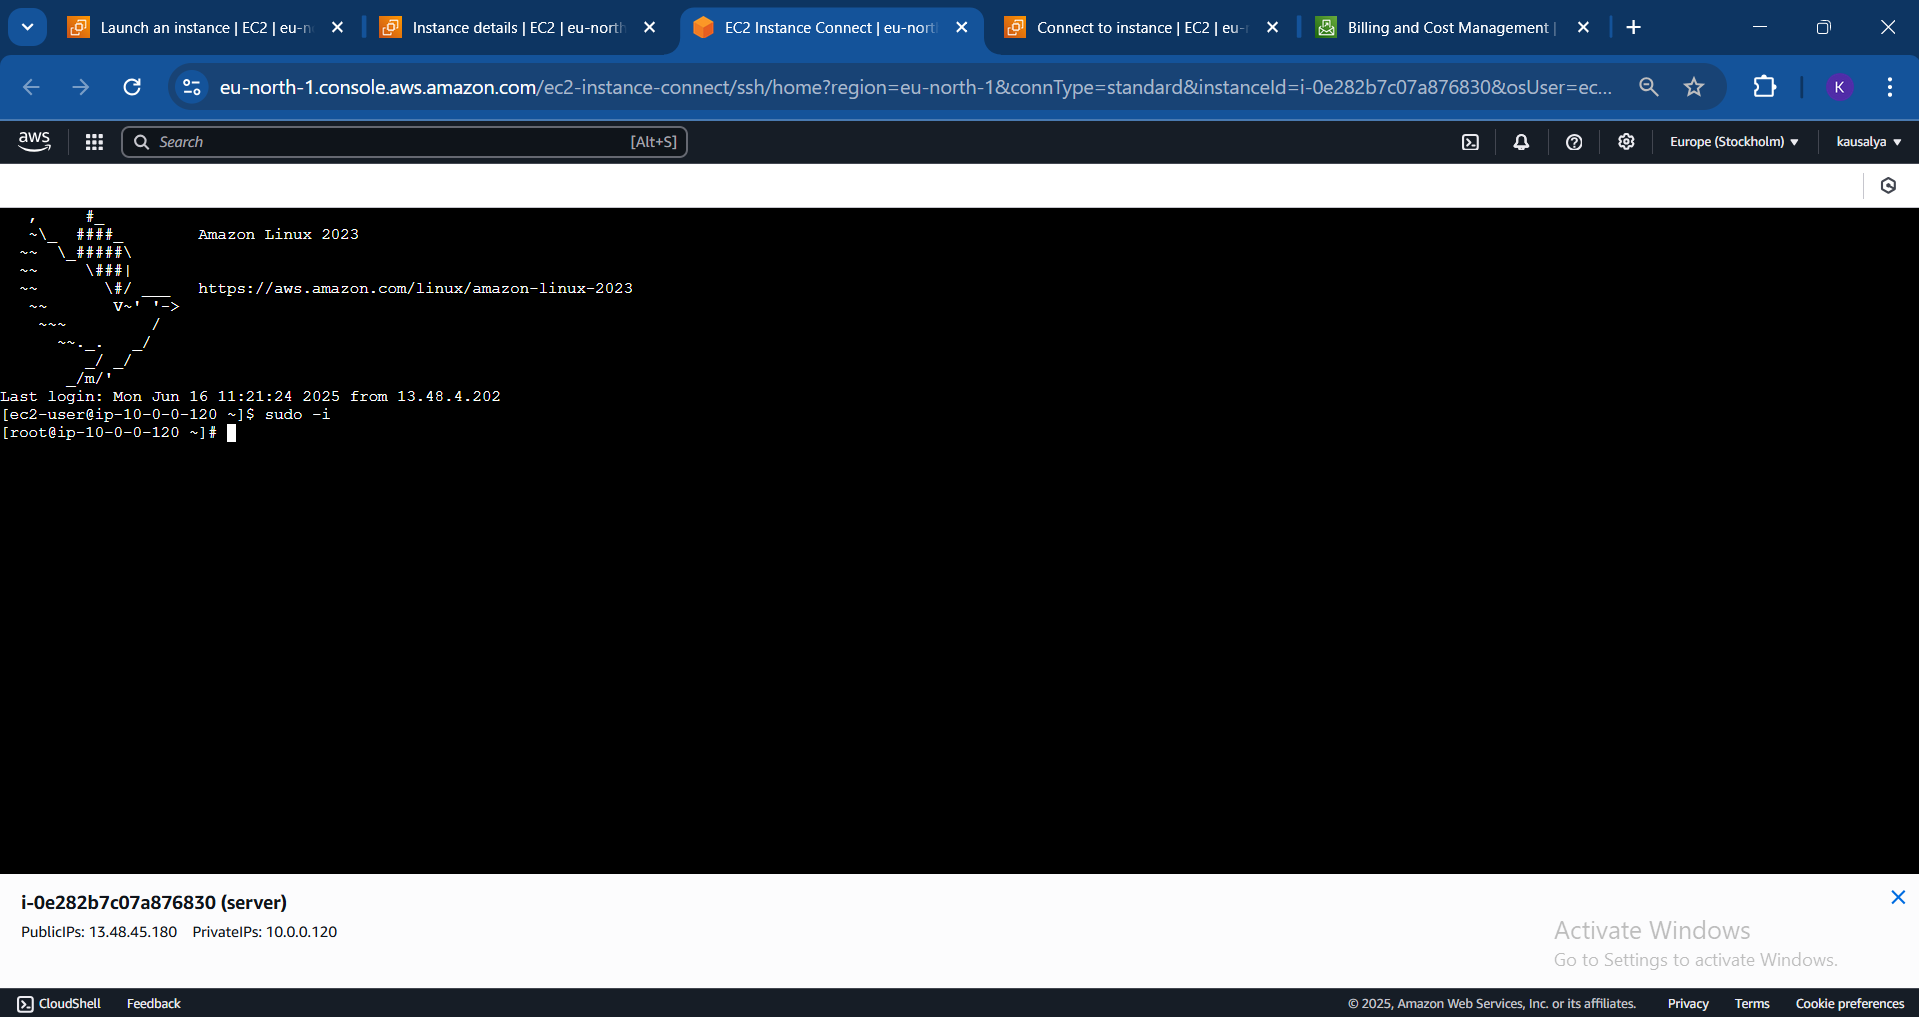 Launch an instance | EC2 | eu-n
Instance details | EC2 | eu-north
EC2 Instance Connect | eu-nort
Connect to instance | EC2 | eu-
Billing and Cost Management |
eu-north-1.console.aws.amazon.com/ec2-instance-connect/ssh/home?region=eu-north-1&connType=standard&instanceId=i-0e282b7c07a876830&osUser=ec...
K
aws
Search
[Alt+S]
Europe (Stockholm)
kausalya
   ,     #_
   ~\_  ####_        Amazon Linux 2023
  ~~  \_#####\
  ~~     \###|
  ~~       \#/ ___   https://aws.amazon.com/linux/amazon-linux-2023
   ~~       V~' '->
    ~~~         /
      ~~._.   _/
         _/ _/
       _/m/'
Last login: Mon Jun 16 11:21:24 2025 from 13.48.4.202
[ec2-user@ip-10-0-0-120 ~]$ sudo -i
[root@ip-10-0-0-120 ~]#
i-0e282b7c07a876830 (server)
PublicIPs: 13.48.45.180 PrivateIPs: 10.0.0.120
Activate Windows
Go to Settings to activate Windows.
CloudShell
Feedback
© 2025, Amazon Web Services, Inc. or its affiliates.
Privacy
Terms
Cookie preferences